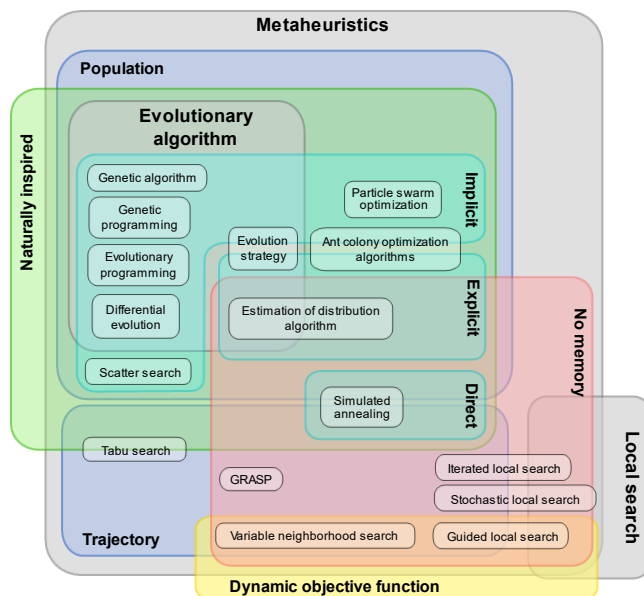 Metaheuristics
Population
Naturally inspired
Evolutionary
algorithm
Genetic algorithm
Genetic
programming
Evolutionary
programming
Differential
evolution
Scatter search
Evolution
strategy
Particle swarm
optimization
Ant colony optimization
algorithms
Implicit
Estimation of distribution
algorithm
Explicit
No memory
Simulated
annealing
Direct
Tabu search
GRASP
Iterated local search
Stochastic local search
Local search
Trajectory
Variable neighborhood search
Guided local search
Dynamic objective function